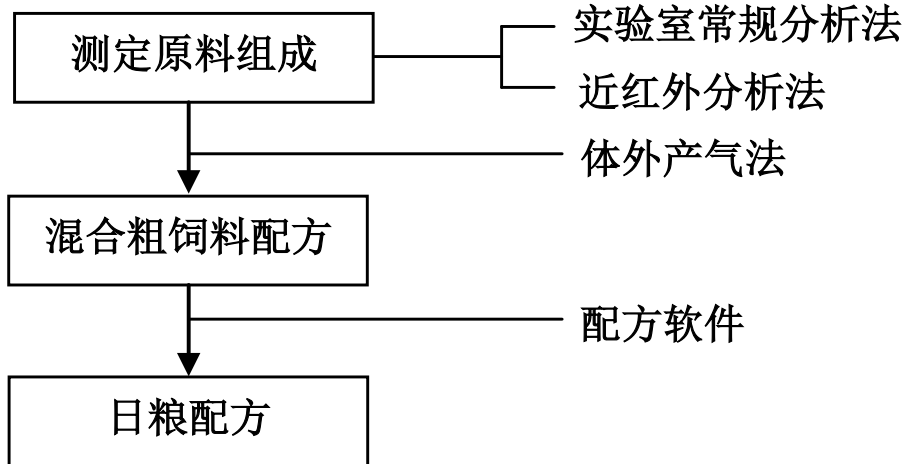 测定原料组成
实验室常规分析法
近红外分析法
体外产气法
混合粗饲料配方
配方软件
日粮配方